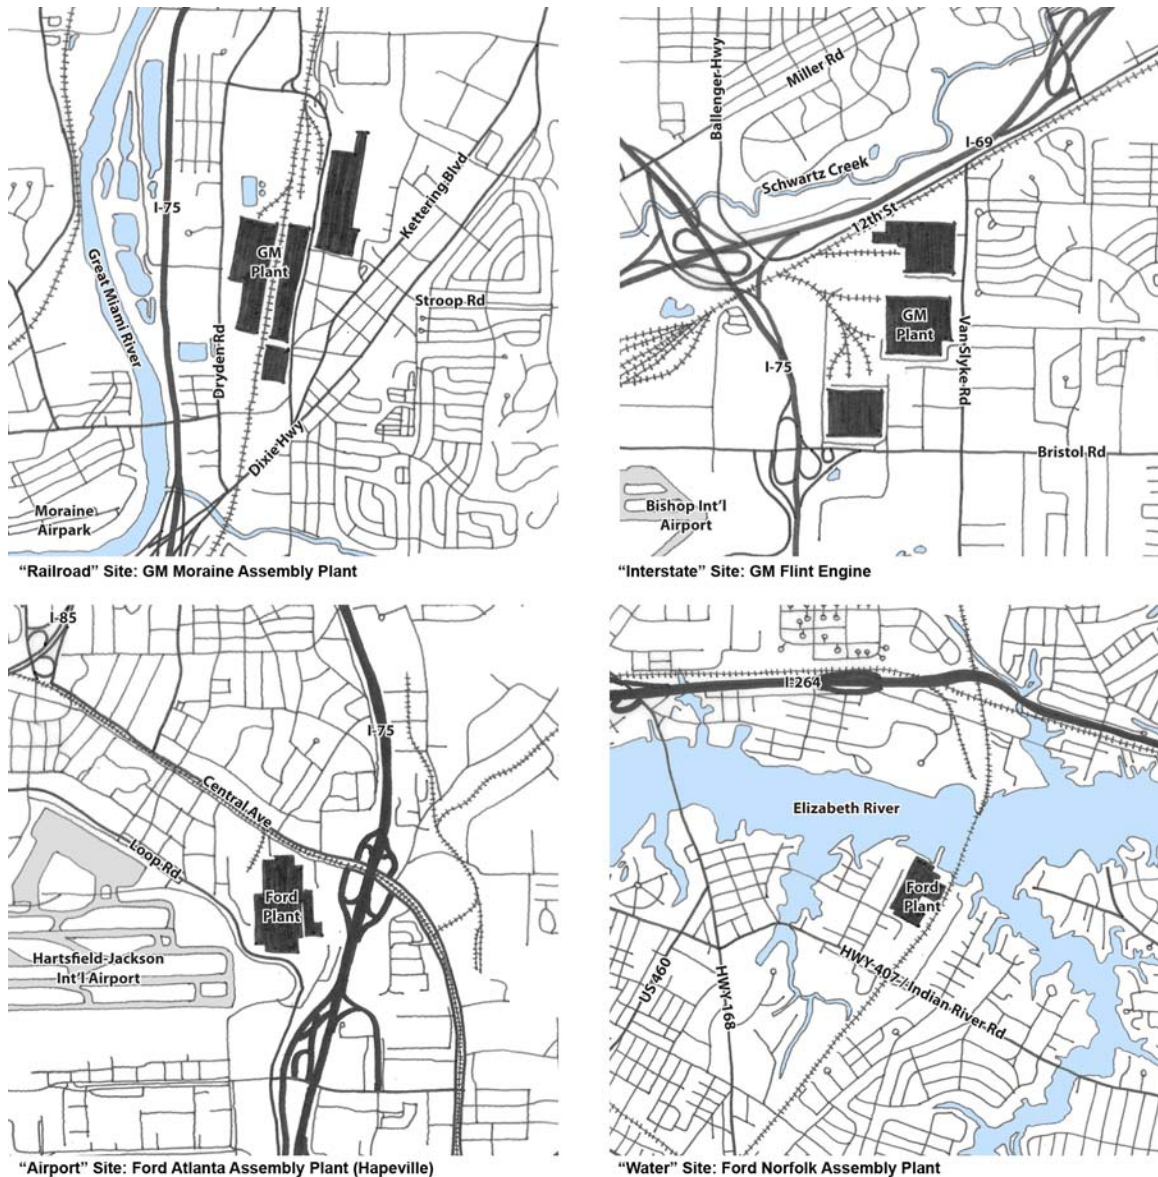 I-75
Great Miami River
Dryden Rd
GM
Plant
Kettering Blvd
Stroop Rd
Dixie Hwy
Moraine
Airpark
"Railroad" Site: GM Moraine Assembly Plant
Ballenger Hwy
Miller Rd
I-69
Schwartz Creek
12th St
GM
Plant
Van Slyke Rd
I-75
Bristol Rd
Bishop Int'l
Airport
"Interstate" Site: GM Flint Engine
I-85
I-75
Central Ave
Loop Rd
Ford
Plant
Hartsfield-Jackson
Int'l Airport
"Airport" Site: Ford Atlanta Assembly Plant (Hapeville)
I-264
Elizabeth River
Ford
Plant
US 460
HWY-168
HWY-407 / Indian River Rd
"Water" Site: Ford Norfolk Assembly Plant